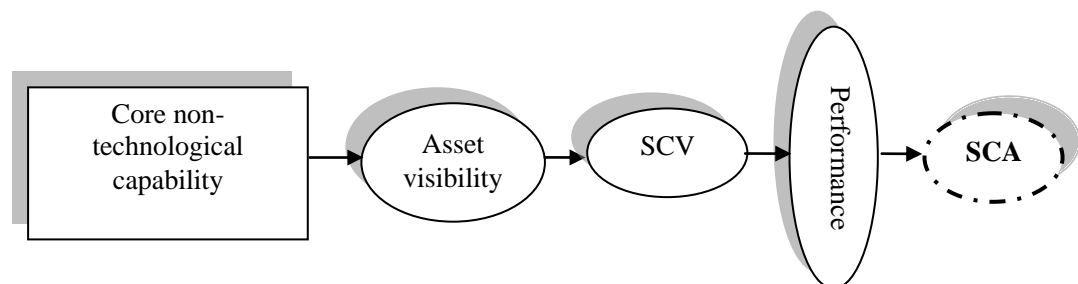 Core non-
technological
capability
Asset
visibility
SCV
Performance
SCA